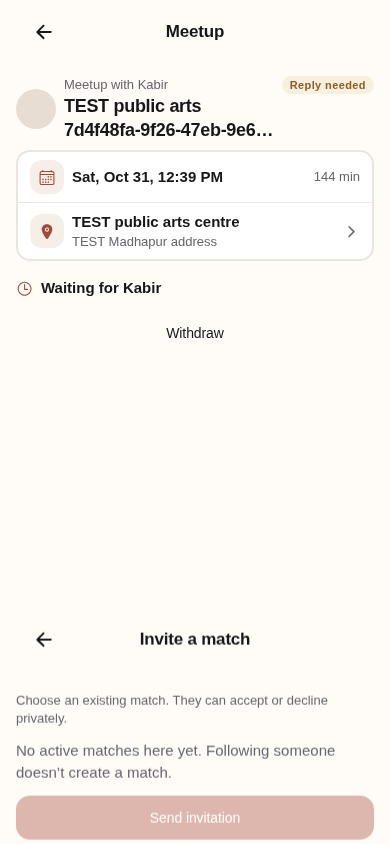 Meetup
Meetup with Kabir
Reply needed
TEST public arts
7d4f48fa-9f26-47eb-9e6…
Sat, Oct 31, 12:39 PM
144 min
TEST public arts centre
TEST Madhapur address
Waiting for Kabir
Withdraw
Invite a match
Choose an existing match. They can accept or decline
privately.
No active matches here yet. Following someone
doesn’t create a match.
Send invitation